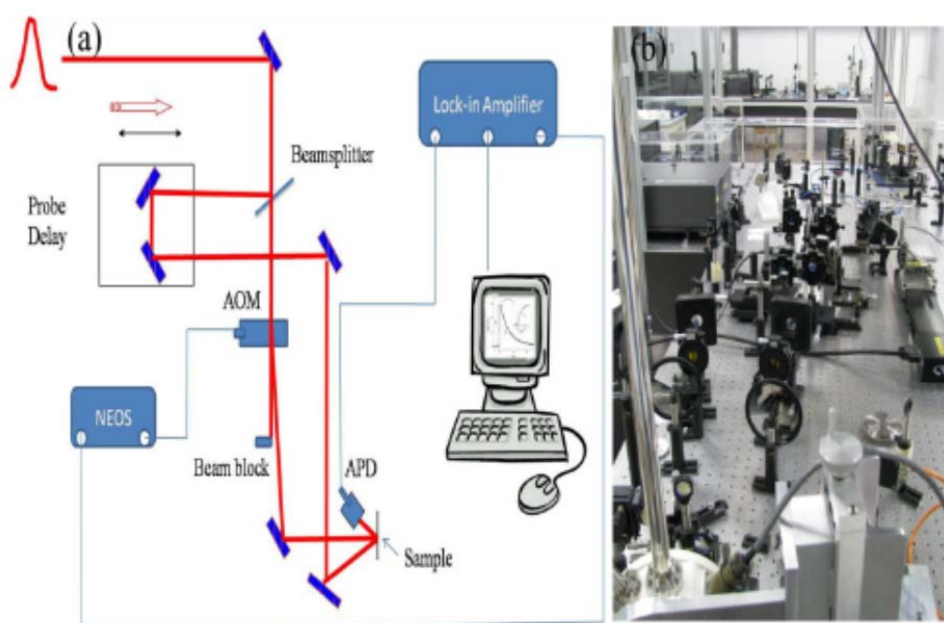 (a)
(b)
Lock-in Amplifier
Beamsplitter
Probe
Delay
AOM
NEOS
Beam block
APD
Sample